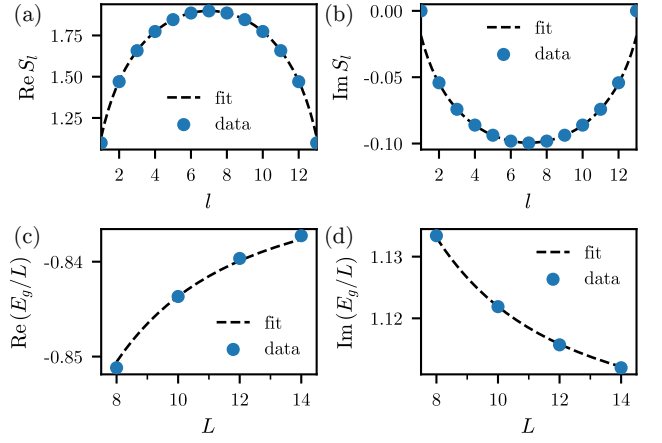 (a)
Re S_l
1.75
1.50
1.25
fit
data
2 4 6 8 10 12
l
(b)
Im S_l
0.00
-0.05
-0.10
fit
data
2 4 6 8 10 12
l
(c)
Re (E_g/L)
-0.84
-0.85
fit
data
8 10 12 14
L
(d)
Im (E_g/L)
1.13
1.12
fit
data
8 10 12 14
L